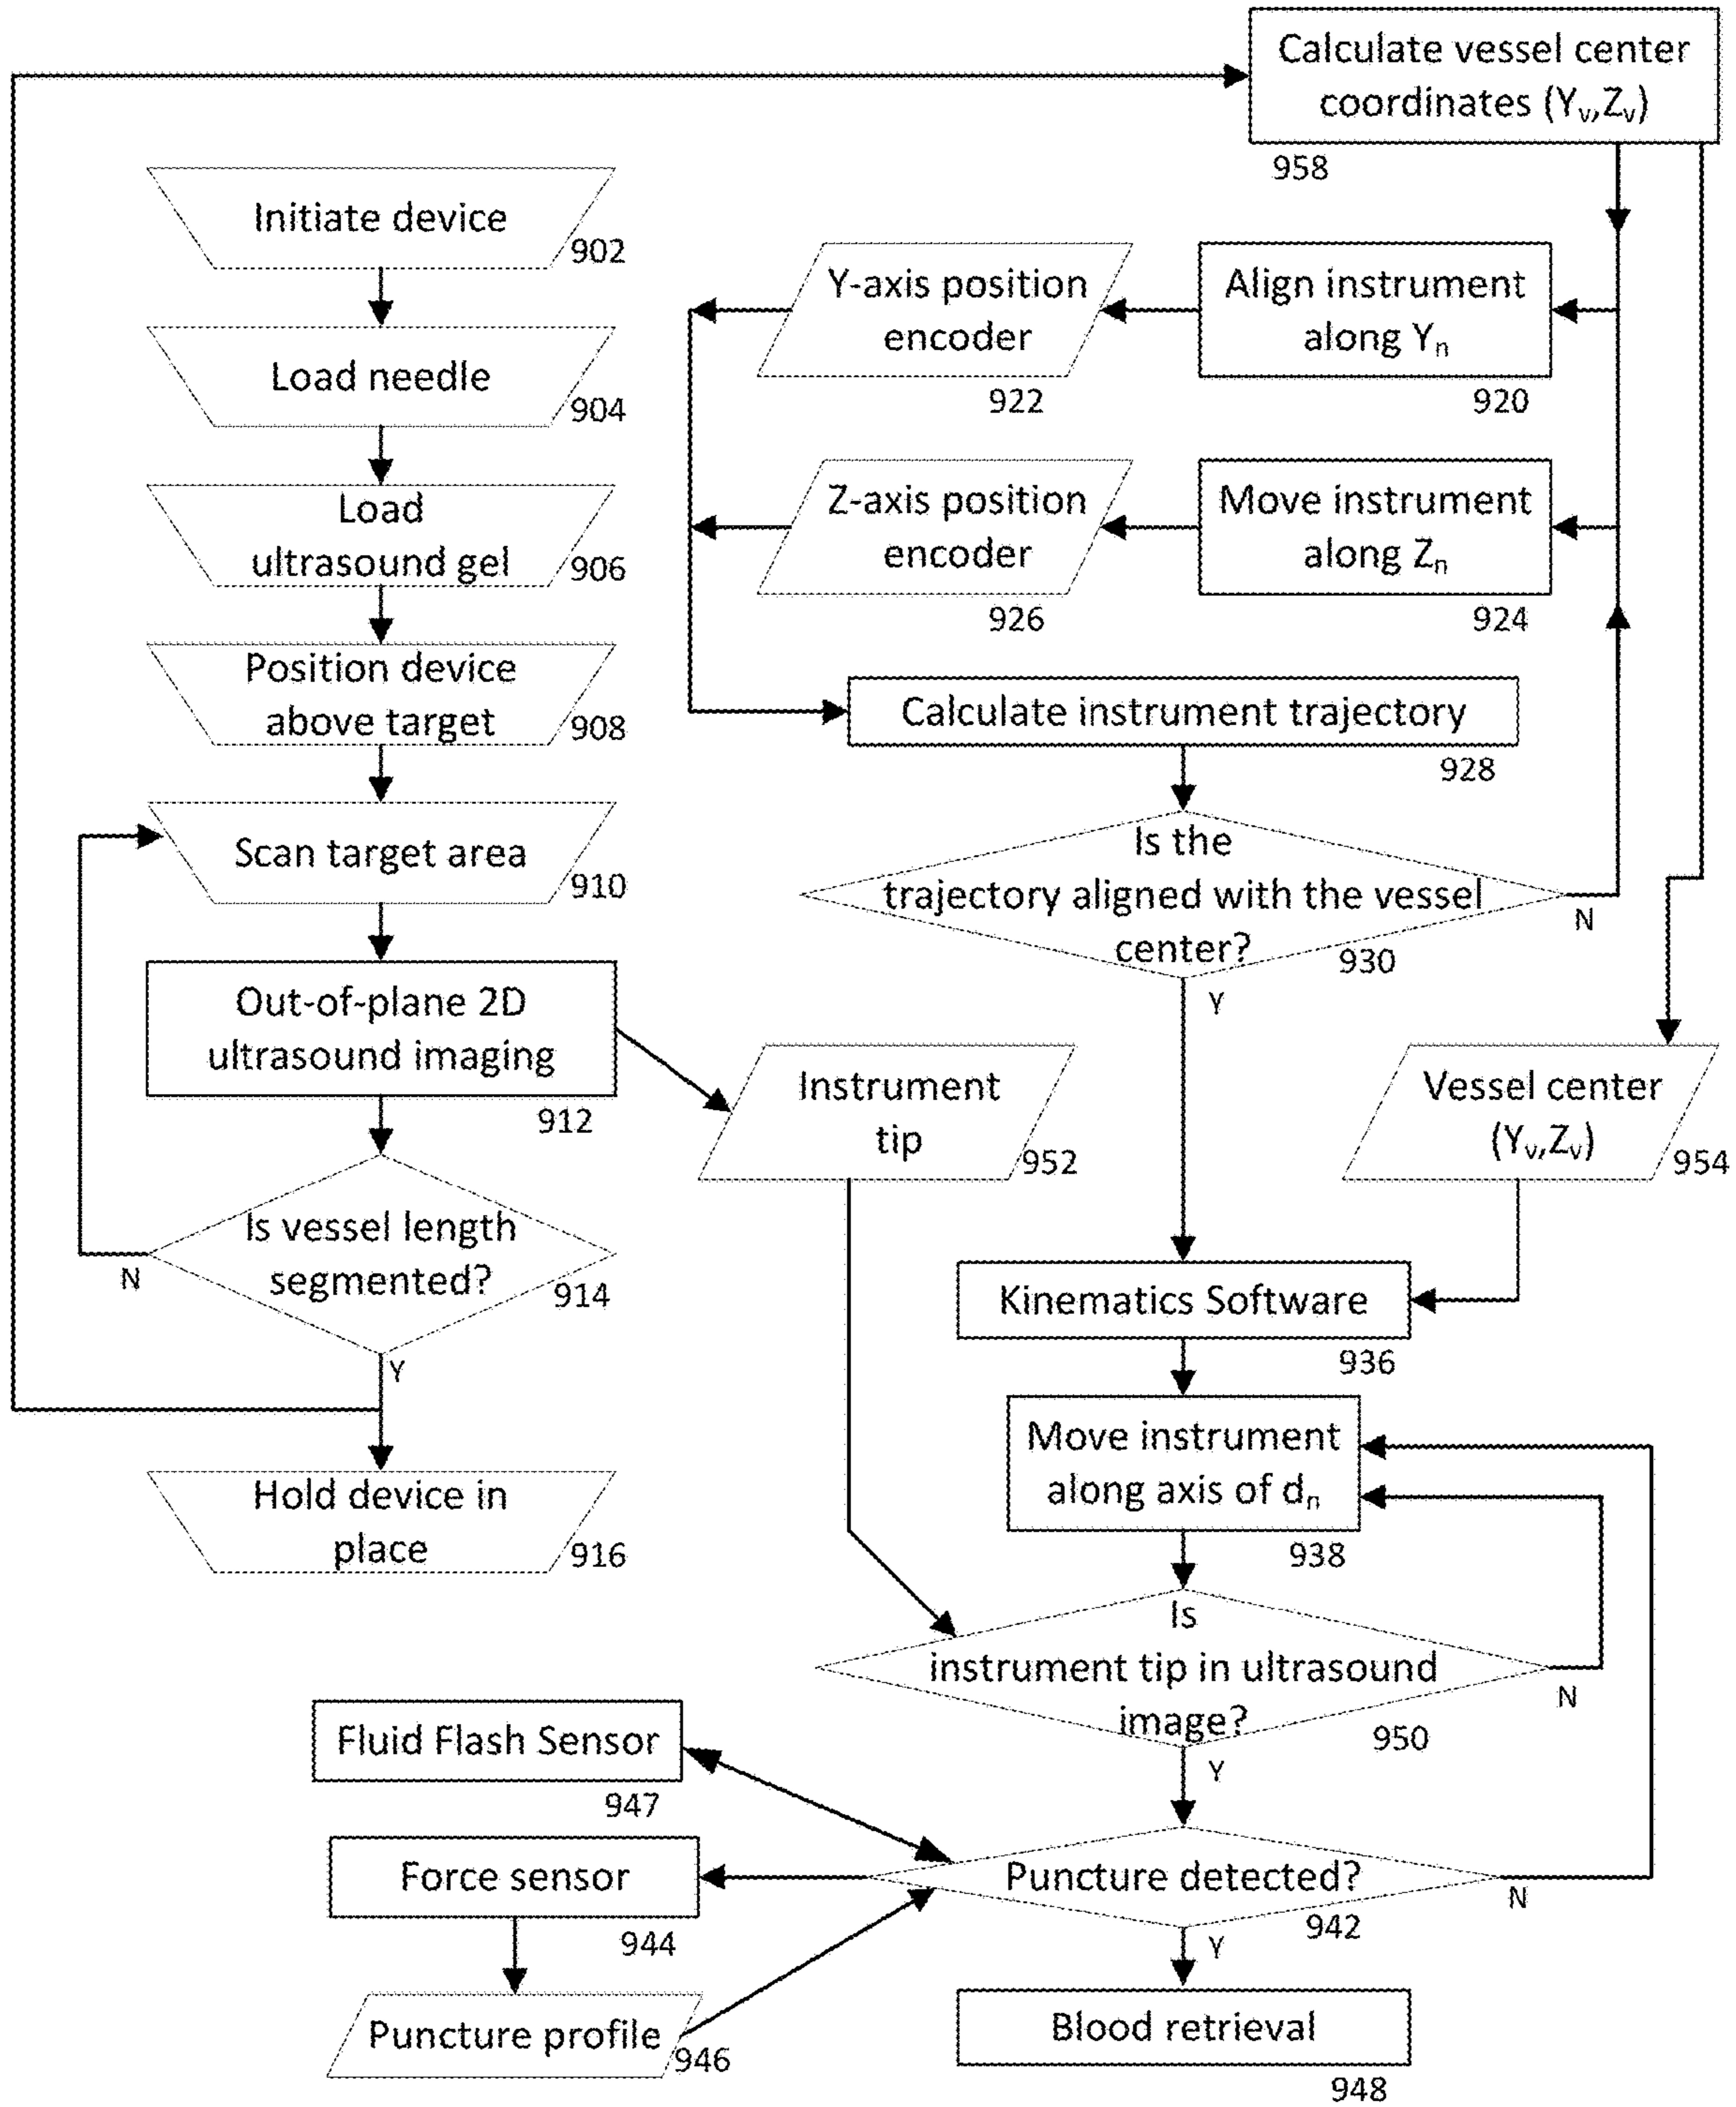 Calculate vessel center
coordinates (Yv,Zv)
958
Initiate device
902
Load needle
904
Load
ultrasound gel
906
Position device
above target
908
Scan target area
910
Out-of-plane 2D
ultrasound imaging
912
Is vessel length
segmented?
914
N
Y
Hold device in
place
916
Y-axis position
encoder
922
Align instrument
along Yn
920
Z-axis position
encoder
926
Move instrument
along Zn
924
Calculate instrument trajectory
928
Is the
trajectory aligned with the vessel
center?
930
N
Y
Instrument
tip
952
Vessel center
(Yv,Zv)
954
Kinematics Software
936
Move instrument
along axis of dn
938
Is
instrument tip in ultrasound
image?
950
N
Y
Fluid Flash Sensor
947
Force sensor
944
Puncture detected?
942
N
Y
Puncture profile
946
Blood retrieval
948